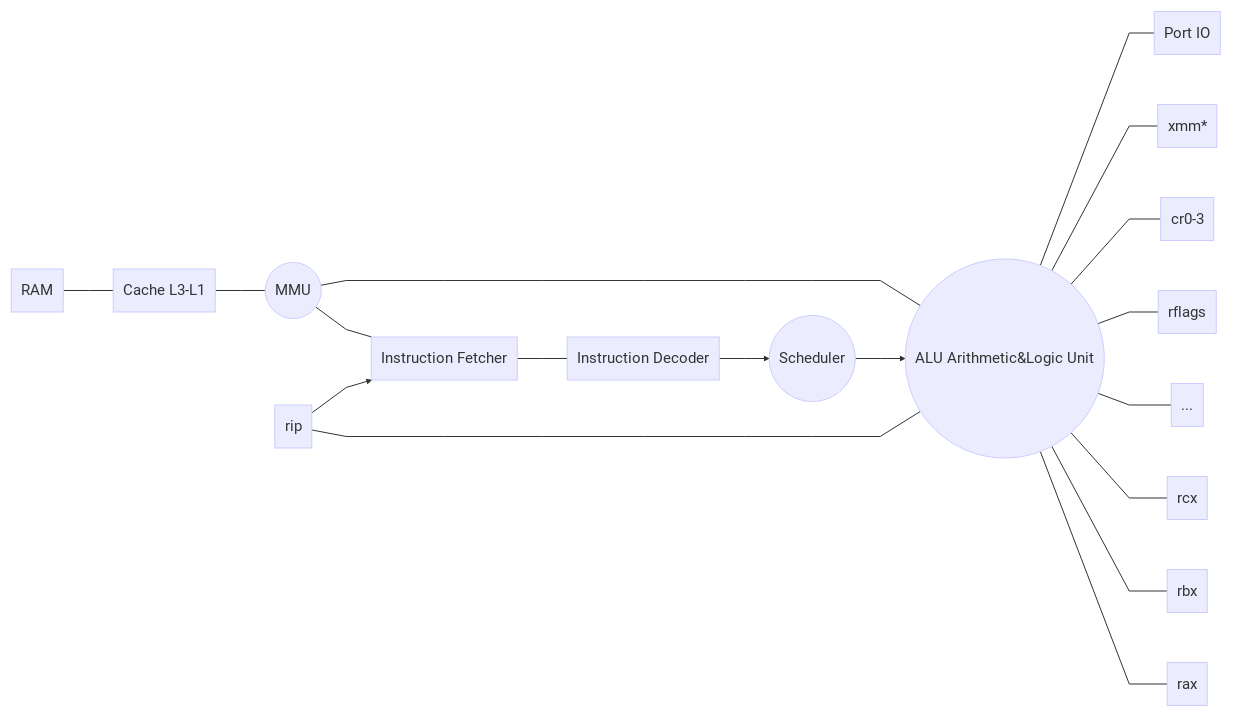 Port IO
xmm*
cr0-3
rflags
RAM
Cache L3-L1
MMU
Instruction Fetcher
Instruction Decoder
Scheduler
ALU Arithmetic&Logic Unit
...
rip
rcx
rbx
rax